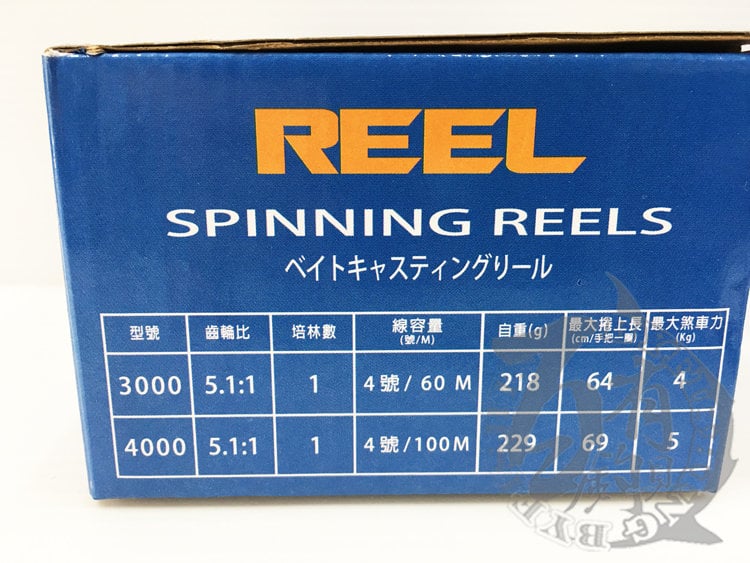 REEL
SPINNING REELS
ベイトキャスティングリール
型號 齒輪比 培林數 線容量 (號/M) 自重(g) 最大捲上長 (cm/手把一圈) 最大煞車力 (Kg)
3000 5.1:1 1 4號/ 60 M 218 64 4
4000 5.1:1 1 4號/100M 229 69 5